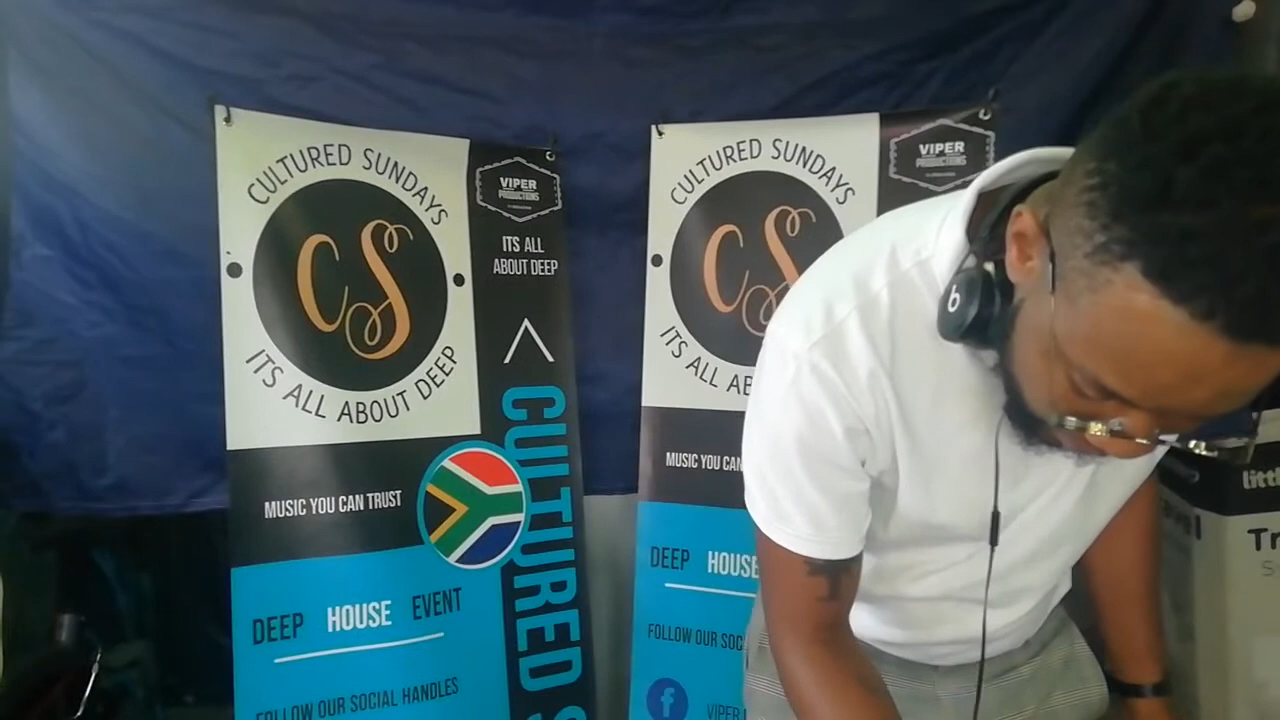 CULTURED SUNDAYS
CS
ITS ALL ABOUT DEEP
VIPER
PRODUCTIONS
ITS ALL
ABOUT DEEP
CULTURED
MUSIC YOU CAN TRUST
DEEP HOUSE EVENT
FOLLOW OUR SOCIAL HANDLES
CULTURED SUNDAYS
CS
ITS ALL AB
VIPER
PRODUCTIONS
MUSIC YOU CAN
DEEP HOUSE
FOLLOW OUR SOC
f
VIPER
b
littl
Tr